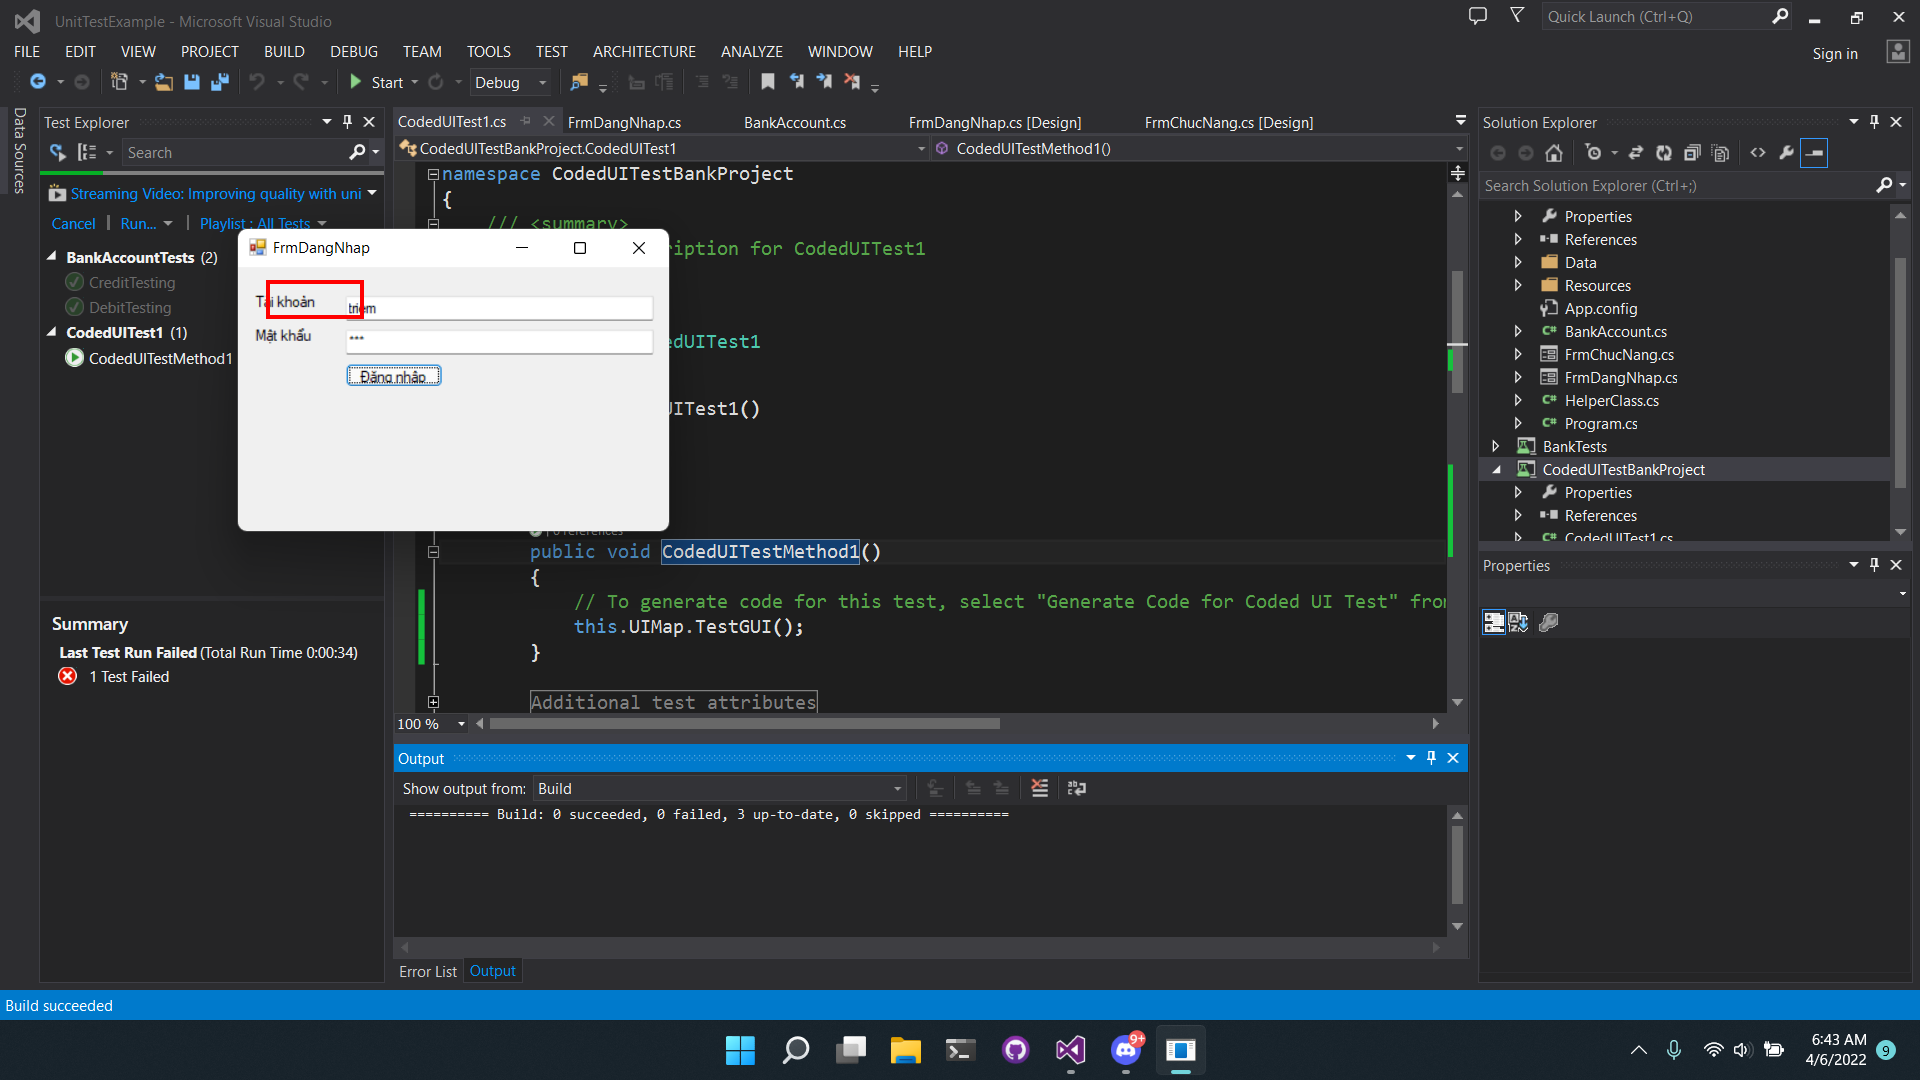 UnitTestExample - Microsoft Visual Studio
Quick Launch (Ctrl+Q)
FILE EDIT VIEW PROJECT BUILD DEBUG TEAM TOOLS TEST ARCHITECTURE ANALYZE WINDOW HELP
Sign in
Start
Debug
Data Sources
Test Explorer
Search
Streaming Video: Improving quality with uni
Cancel | Run... | Playlist : All Tests
BankAccountTests (2)
CreditTesting
DebitTesting
CodedUITest1 (1)
CodedUITestMethod1
Summary
Last Test Run Failed (Total Run Time 0:00:34)
1 Test Failed
FrmDangNhap
Tài khoản
triem
Mật khẩu
***
Đăng nhập
CodedUITest1.cs
FrmDangNhap.cs
BankAccount.cs
FrmDangNhap.cs [Design]
FrmChucNang.cs [Design]
CodedUITestBankProject.CodedUITest1
CodedUITestMethod1()
namespace CodedUITestBankProject
{
/// <summary>
ription for CodedUITest1
edUITest1
UITest1()
0 references
public void CodedUITestMethod1()
{
// To generate code for this test, select "Generate Code for Coded UI Test" fro
this.UIMap.TestGUI();
}
Additional test attributes
100 %
Output
Show output from: Build
========== Build: 0 succeeded, 0 failed, 3 up-to-date, 0 skipped ==========
Error List
Output
Solution Explorer
Search Solution Explorer (Ctrl+;)
Properties
References
Data
Resources
App.config
BankAccount.cs
FrmChucNang.cs
FrmDangNhap.cs
HelperClass.cs
Program.cs
BankTests
CodedUITestBankProject
Properties
References
CodedUITest1.cs
Properties
Build succeeded
9+
6:43 AM
4/6/2022
9